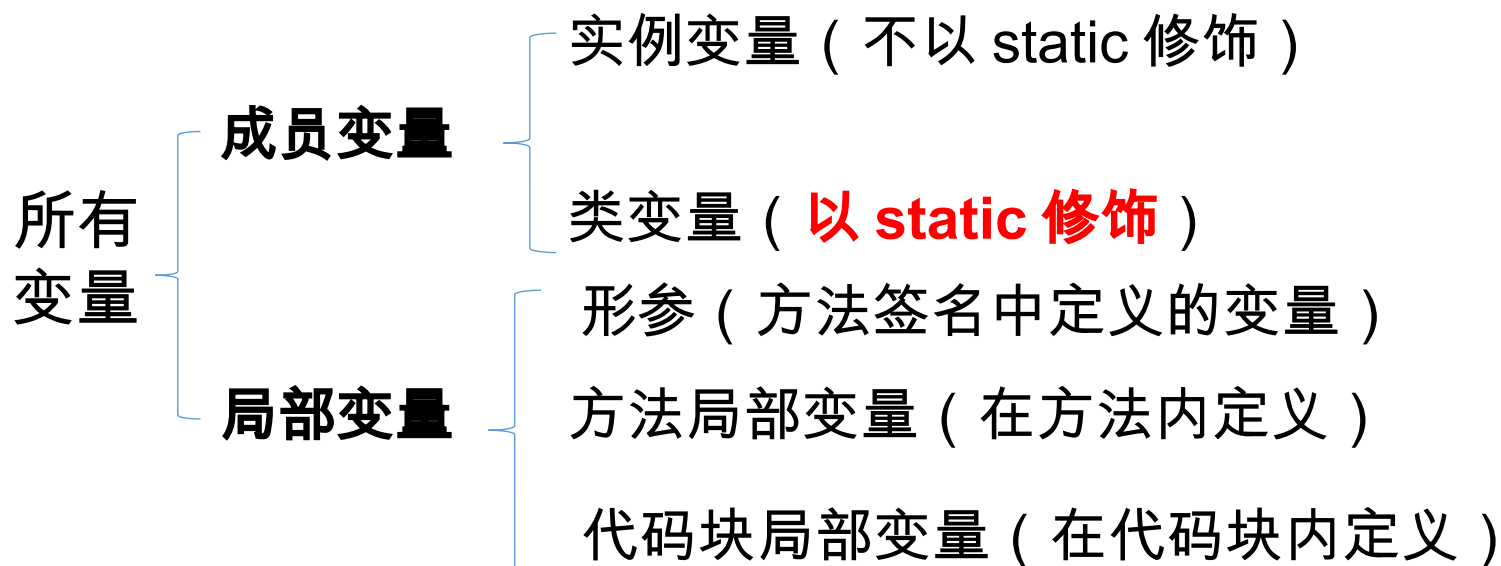 实例变量（不以 static 修饰）
成员变量
类变量（以 static 修饰）
所有
变量
形参（方法签名中定义的变量）
局部变量
方法局部变量（在方法内定义）
代码块局部变量（在代码块内定义）